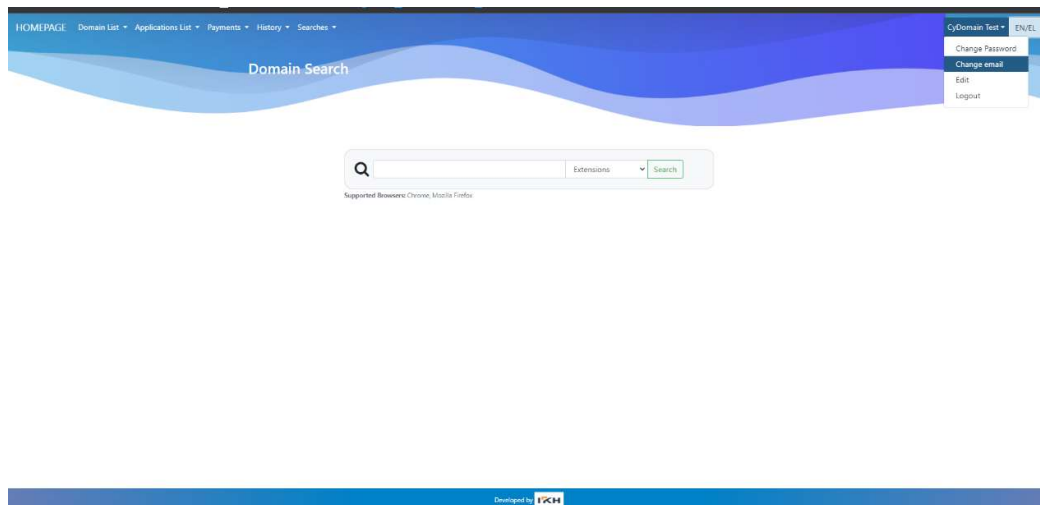 HOMEPAGE Domain List Applications List Payments History Searches CyDomain Test EN/EL
Change Password
Change email
Edit
Logout
Domain Search
Extensions Search
Supported Browsers: Chrome, Mozilla Firefox
Developed by